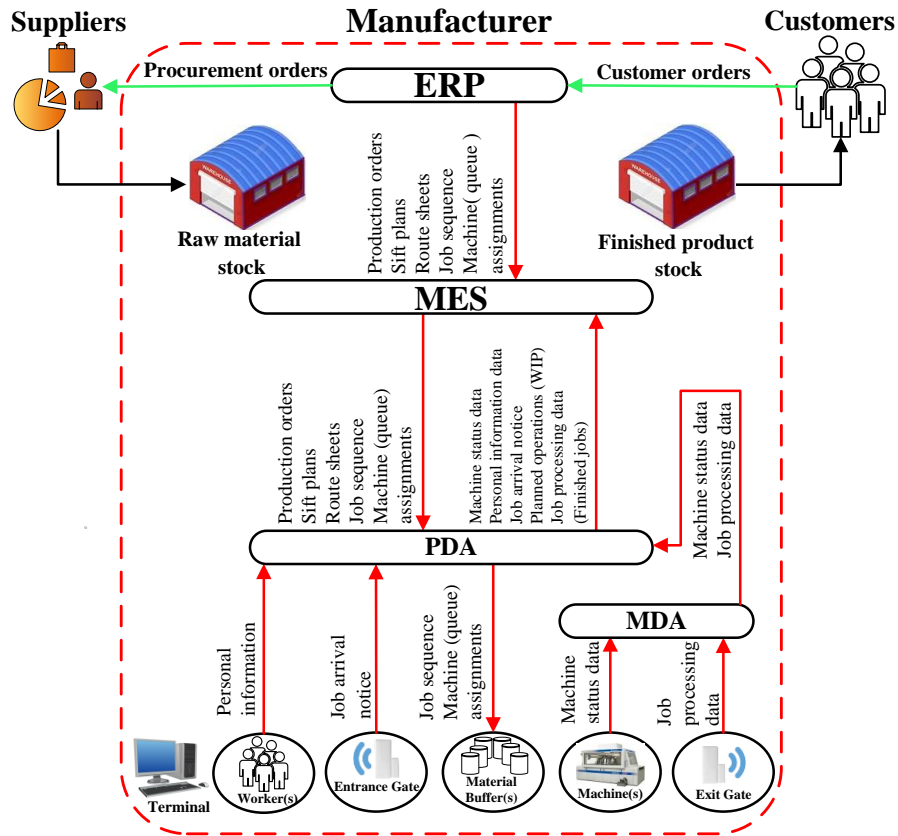 Suppliers
Manufacturer
Customers
Procurement orders
ERP
Customer orders
WAREHOUSE
WAREHOUSE
Raw material
stock
Finished product
stock
Production orders
Sift plans
Route sheets
Job sequence
Machine( queue )
assignments
MES
Production orders
Sift plans
Route sheets
Job sequence
Machine (queue)
assignments
Machine status data
Personal information data
Job arrival notice
Planned operations (WIP)
Job processing data
(Finished jobs)
Machine status data
Job processing data
PDA
MDA
Personal
information
Job arrival
notice
Job sequence
Machine (queue)
assignments
Machine
status data
Job
processing
data
Terminal
Worker(s)
Entrance Gate
Material
Buffer(s)
Machine(s)
Exit Gate